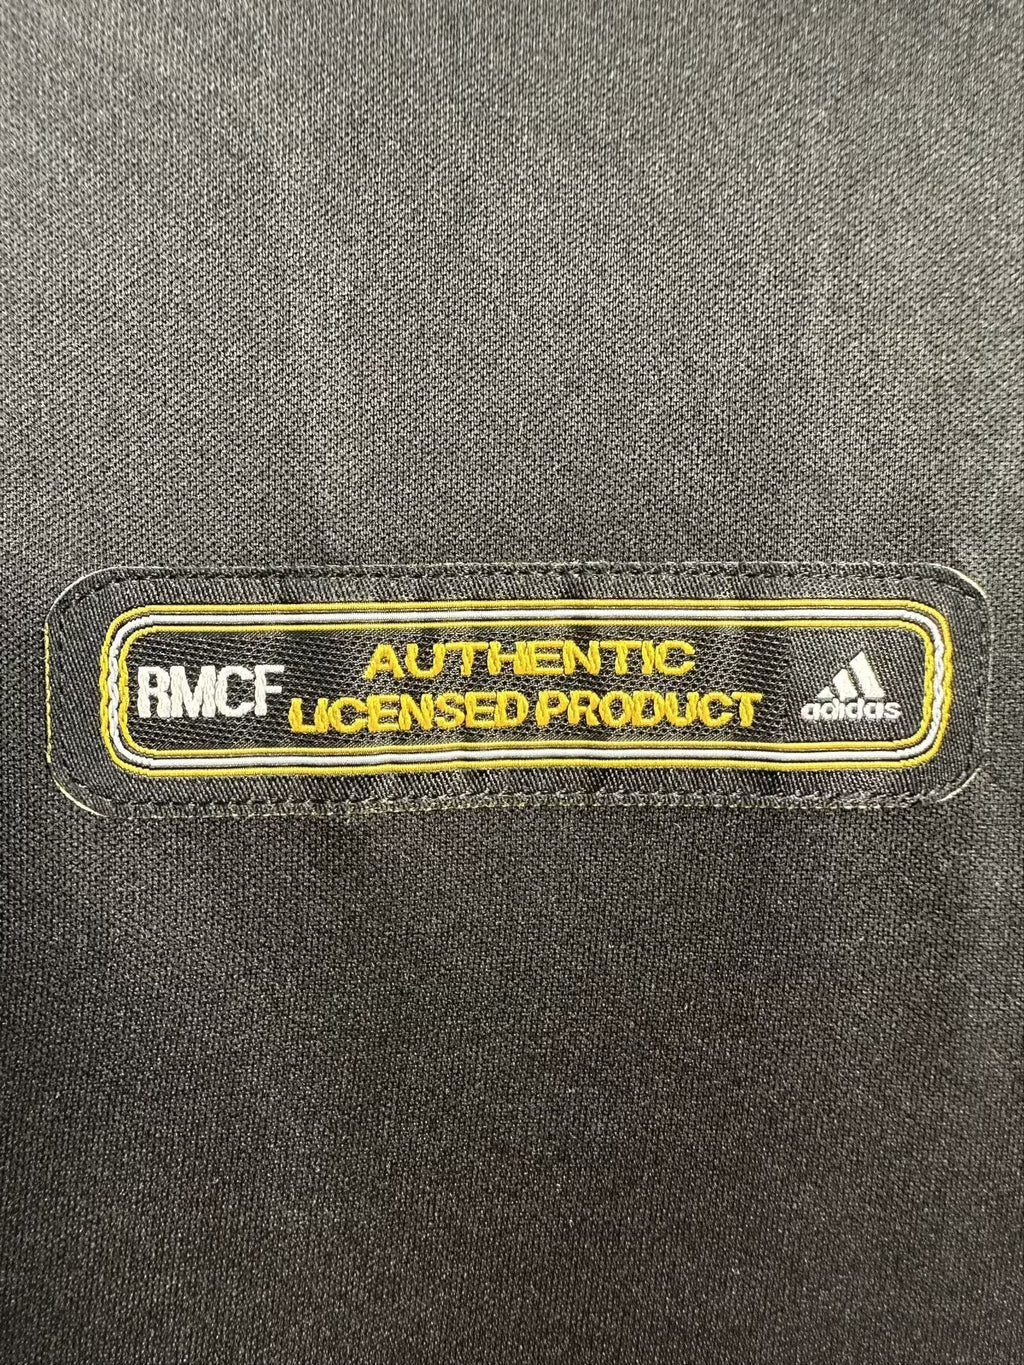 RMCF
AUTHENTIC
LICENSED PRODUCT
adidas